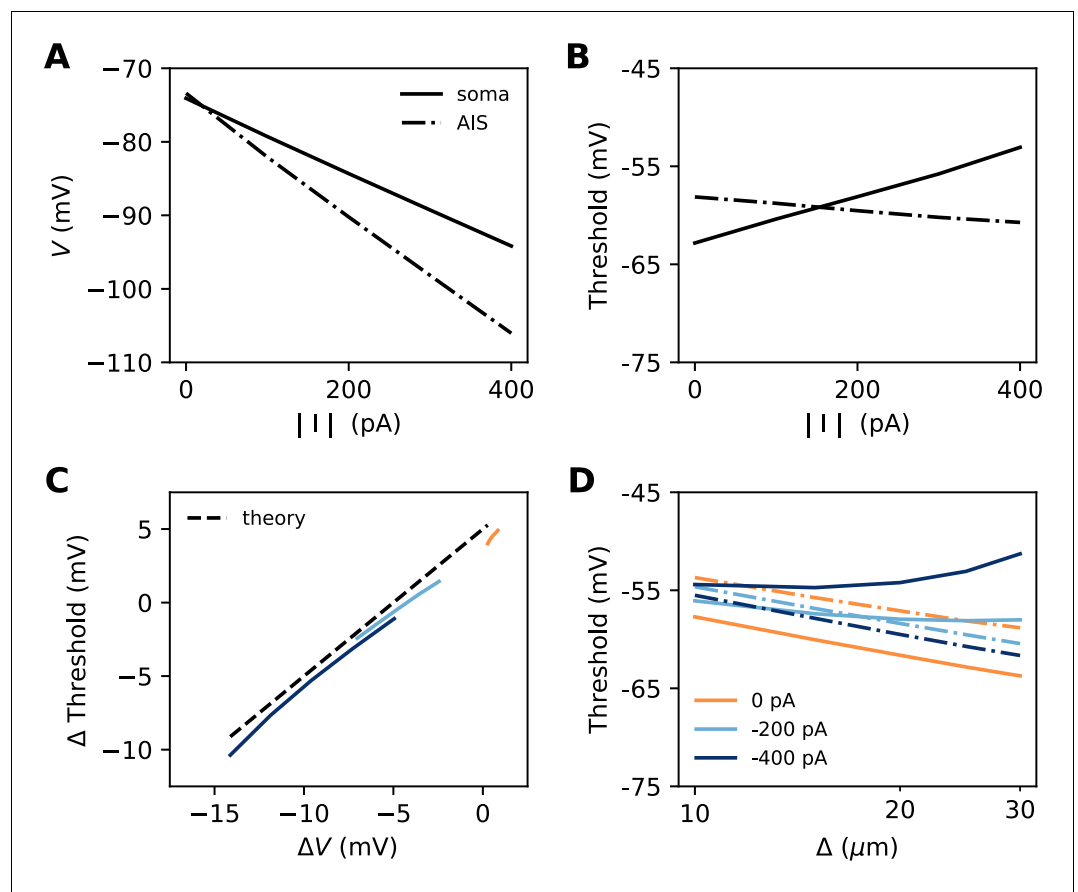 A
B
−70
−80
−90
−100
−110
V (mV)
soma
AIS
0
200
400
| I | (pA)
-45
-55
-65
-75
Threshold (mV)
0
200
400
| I | (pA)
C
D
5
0
−5
−10
Δ Threshold (mV)
theory
−15
−10
−5
0
ΔV (mV)
-45
-55
-65
-75
Threshold (mV)
0 pA
-200 pA
-400 pA
10
20
30
Δ (μm)